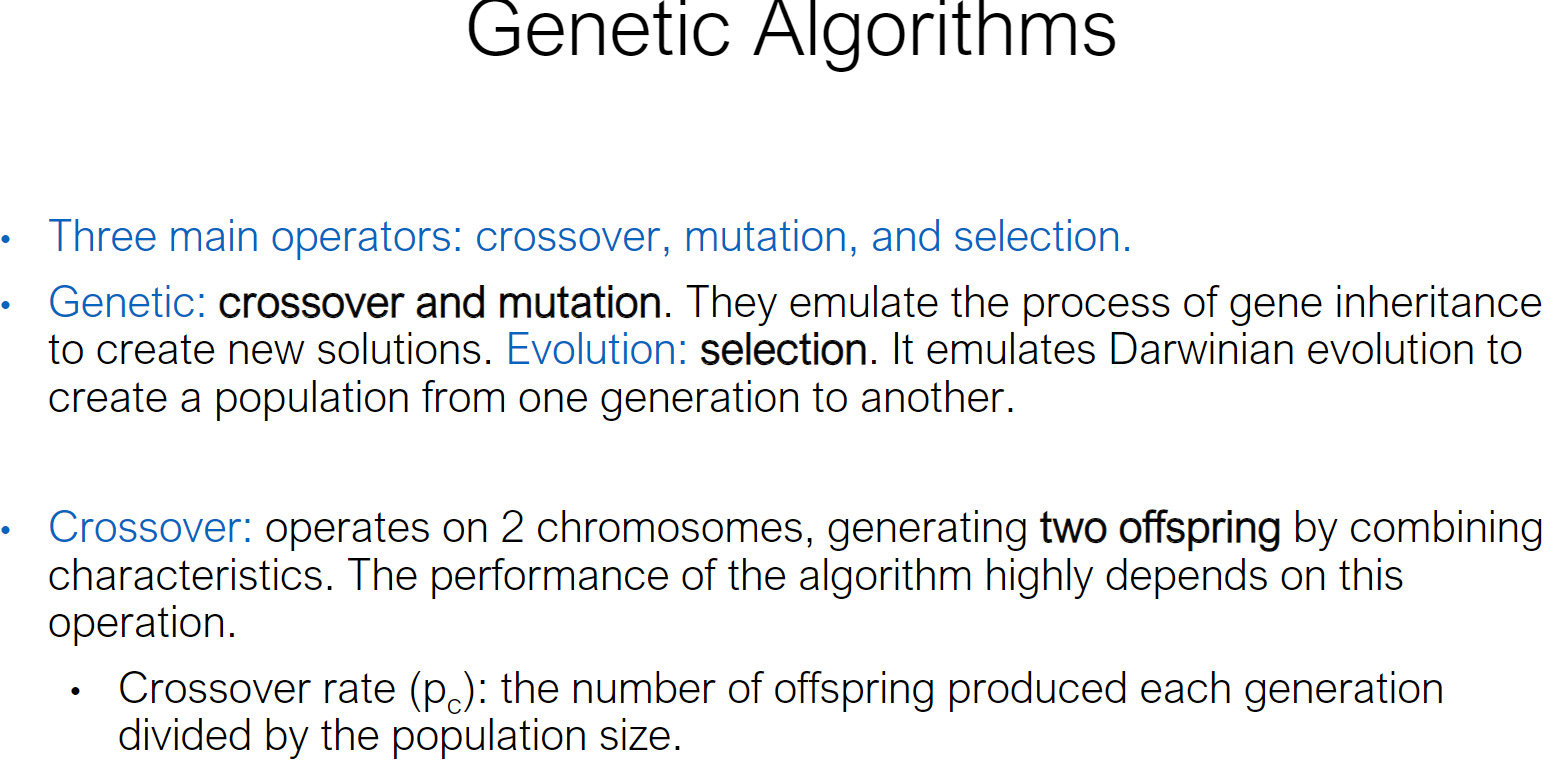 Genetic Algorithms
• Three main operators: crossover, mutation, and selection.
• Genetic: crossover and mutation. They emulate the process of gene inheritance
to create new solutions. Evolution: selection. It emulates Darwinian evolution to
create a population from one generation to another.
• Crossover: operates on 2 chromosomes, generating two offspring by combining
characteristics. The performance of the algorithm highly depends on this
operation.
• Crossover rate (pc): the number of offspring produced each generation
divided by the population size.